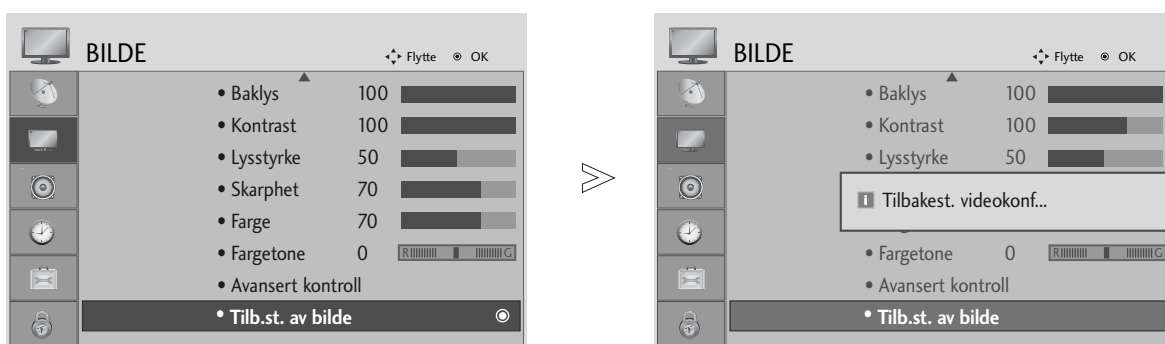 BILDE Flytte OK
• Baklys 100
• Kontrast 100
• Lysstyrke 50
• Skarphet 70
• Farge 70
• Fargetone 0 R G
• Avansert kontroll
• Tilb.st. av bilde
BILDE Flytte OK
• Baklys 100
• Kontrast 100
• Lysstyrke 50
i Tilbakest. videokonf...
• Fargetone 0 R G
• Avansert kontroll
• Tilb.st. av bilde